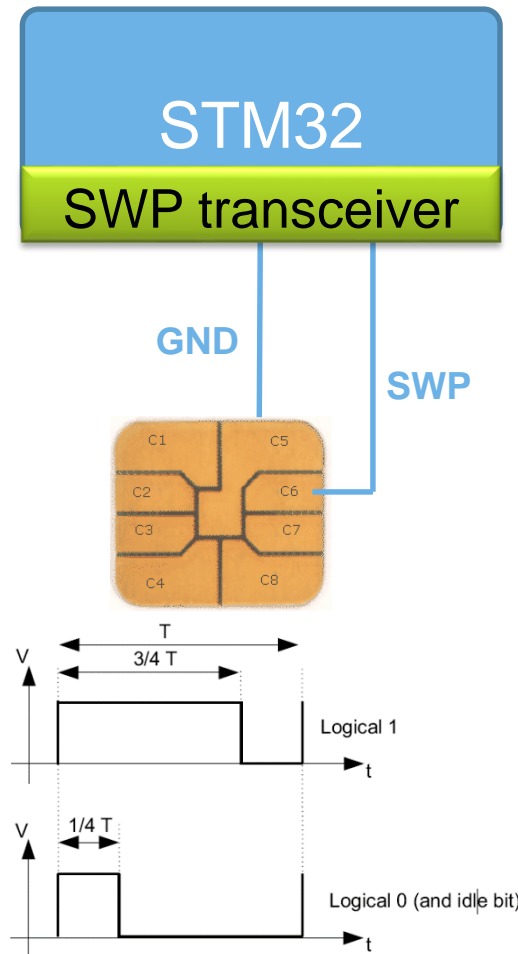 STM32
SWP transceiver
GND
SWP
C1
C5
C2
C6
C3
C7
C4
C8
T
V
3/4 T
Logical 1
t
V
1/4 T
Logical 0 (and idle bit)
t